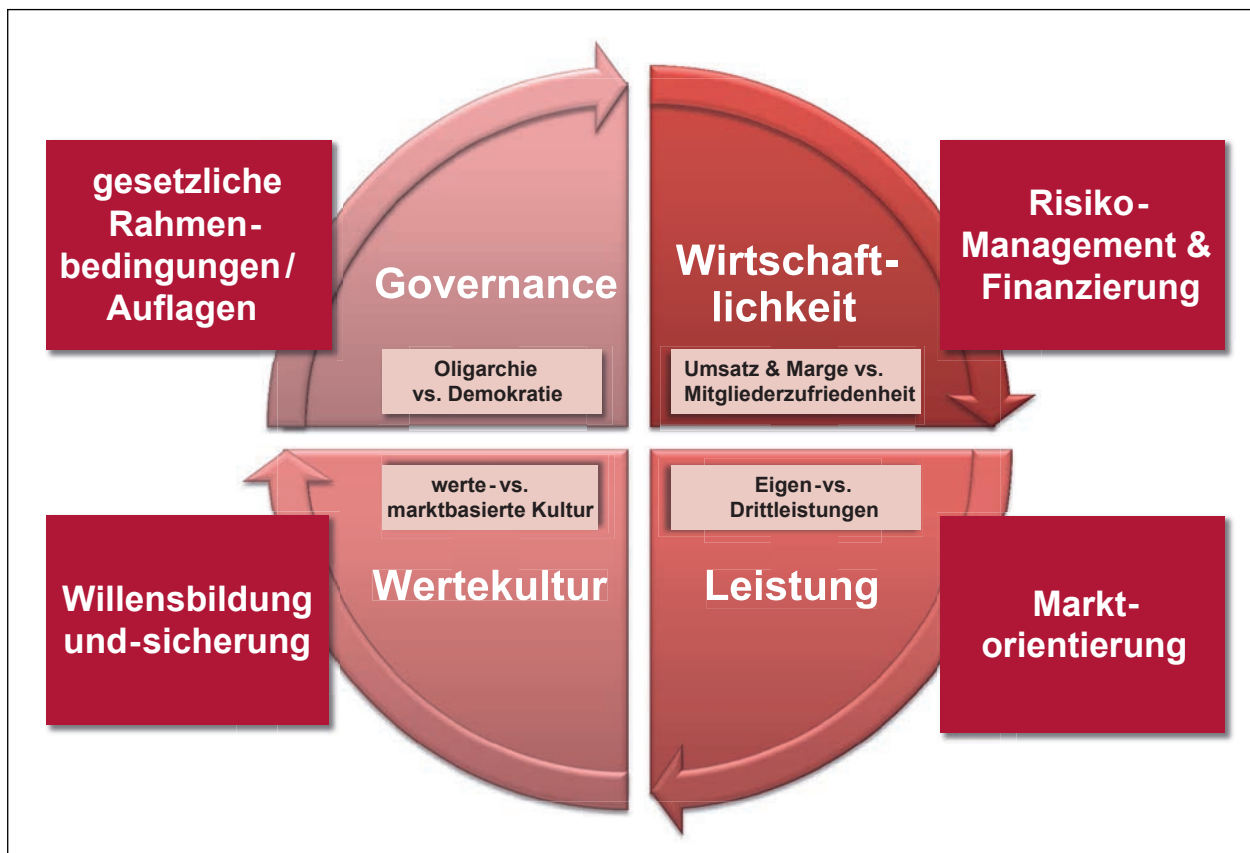 gesetzliche
Rahmen-
bedingungen/
Auflagen
Governance
Oligarchie
vs. Demokratie
Wirtschaft-
lichkeit
Umsatz & Marge vs.
Mitgliederzufriedenheit
Risiko-
Management &
Finanzierung
Willensbildung
und-sicherung
werte-vs.
marktbasierte Kultur
Wertekultur
Eigen-vs.
Drittleistungen
Leistung
Markt-
orientierung